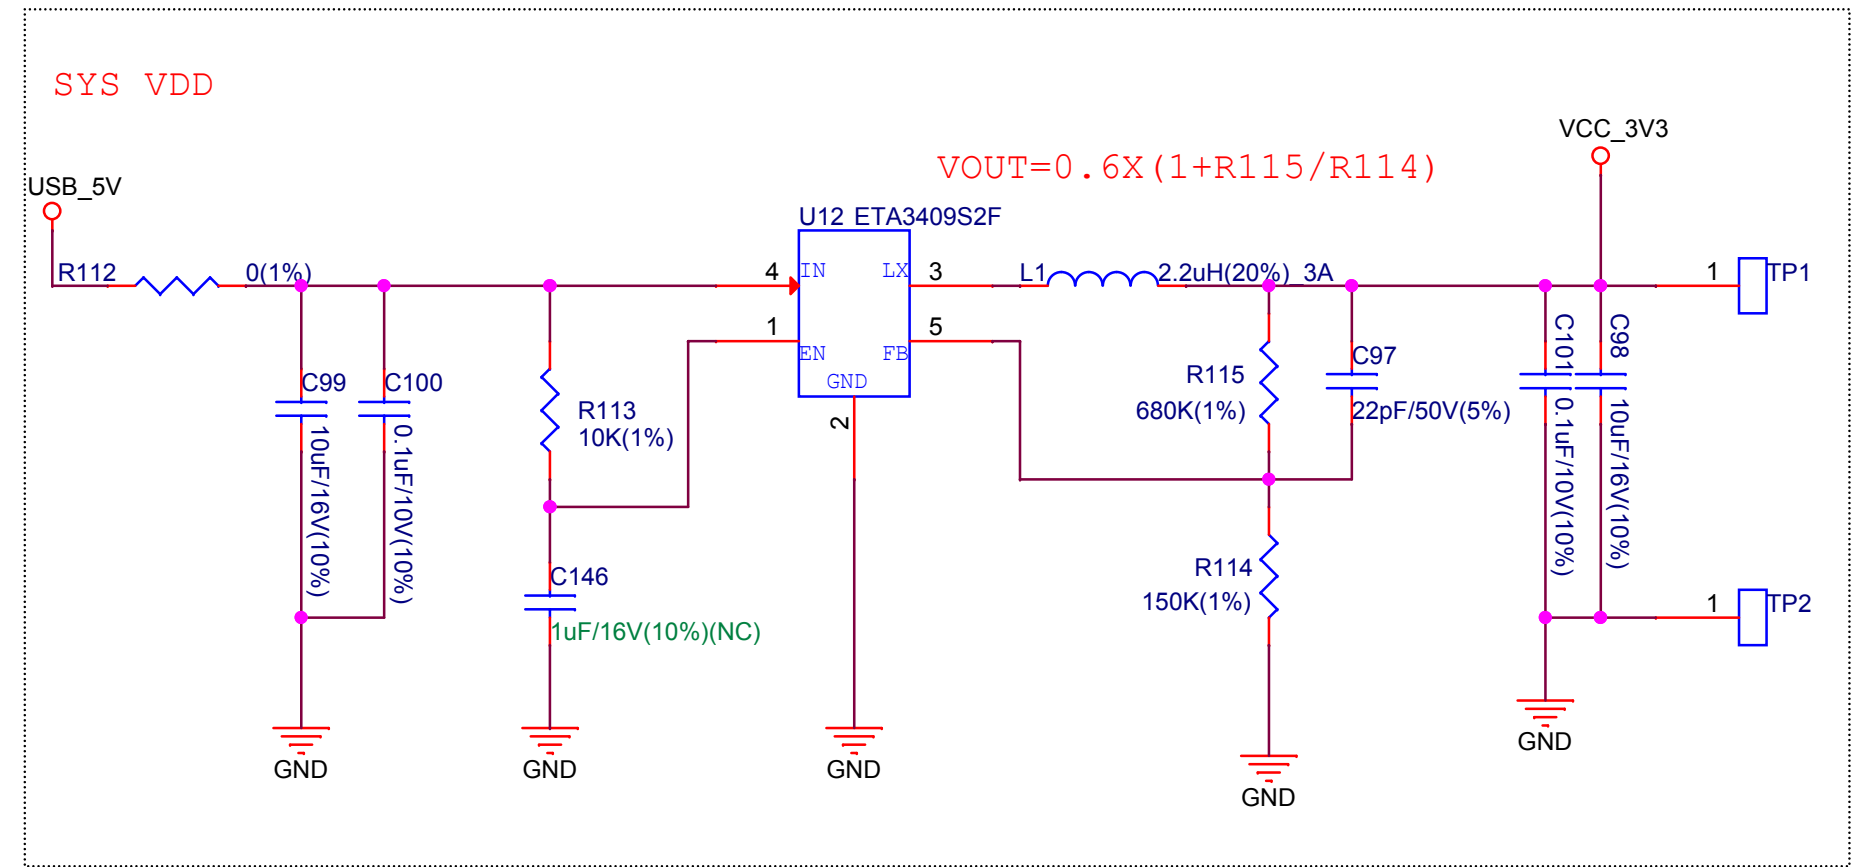 SYS VDD
VCC_3V3
VOUT=0.6X(1+R115/R114)
USB_5V
U12 ETA3409S2F
R112
0(1%)
4
IN
LX
3
L1
2.2uH(20%)_3A
1
TP1
1
EN
FB
5
GND
2
C99
10uF/16V(10%)
C100
0.1uF/10V(10%)
R113
10K(1%)
R115
680K(1%)
C97
22pF/50V(5%)
C101
0.1uF/10V(10%)
C98
10uF/16V(10%)
C146
1uF/16V(10%)(NC)
R114
150K(1%)
1
TP2
GND
GND
GND
GND
GND